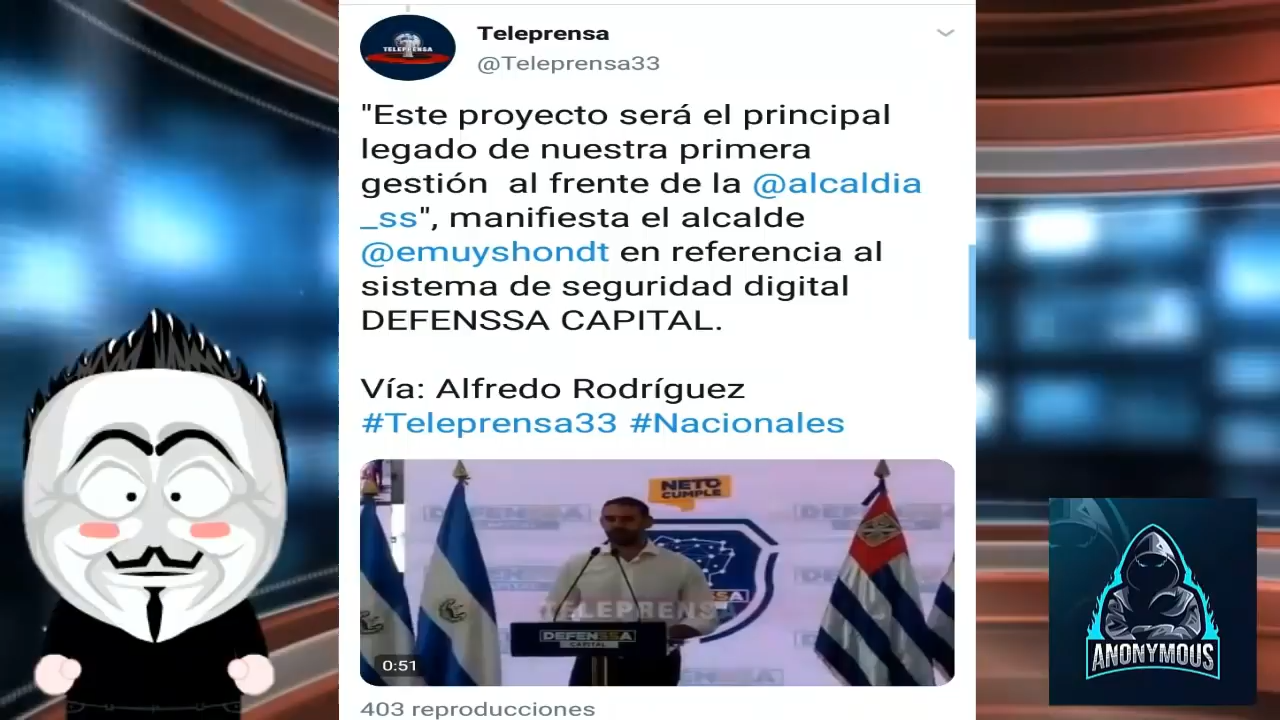 Teleprensa
@Teleprensa33
"Este proyecto será el principal
legado de nuestra primera
gestión al frente de la @alcaldia
_ss", manifiesta el alcalde
@emuyshondt en referencia al
sistema de seguridad digital
DEFENSSA CAPITAL.
Vía: Alfredo Rodríguez
#Teleprensa33 #Nacionales
NETO
CUMPLE
TELEPRENSA
DEFENSSA
CAPITAL
0:51
403 reproducciones
ANONYMOUS